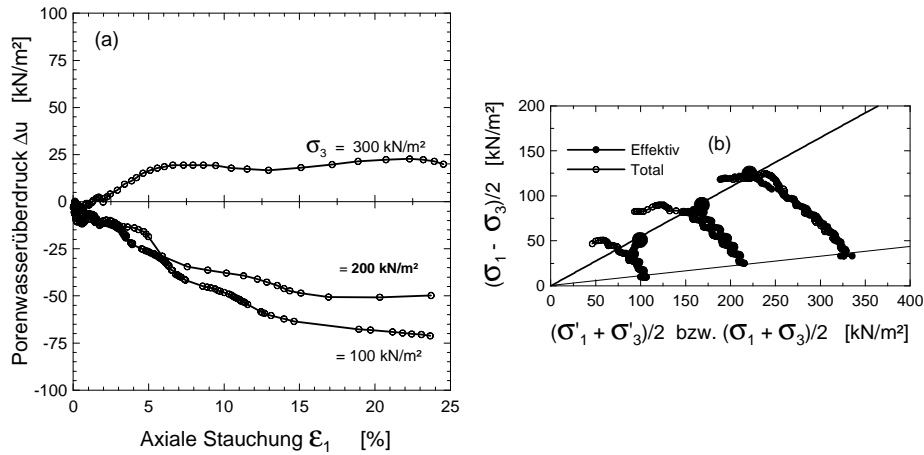 (a)
Porenwasserüberdruck Δu [kN/m²]
100
75
50
25
0
-25
-50
-75
-100
σ3 = 300 kN/m²
= 200 kN/m²
= 100 kN/m²
0 5 10 15 20 25
Axiale Stauchung ε1 [%]
(b)
(σ1 - σ3)/2 [kN/m²]
200
150
100
50
0
Effektiv
Total
0 50 100 150 200 250 300 350 400
(σ'1 + σ'3)/2 bzw. (σ1 + σ3)/2 [kN/m²]